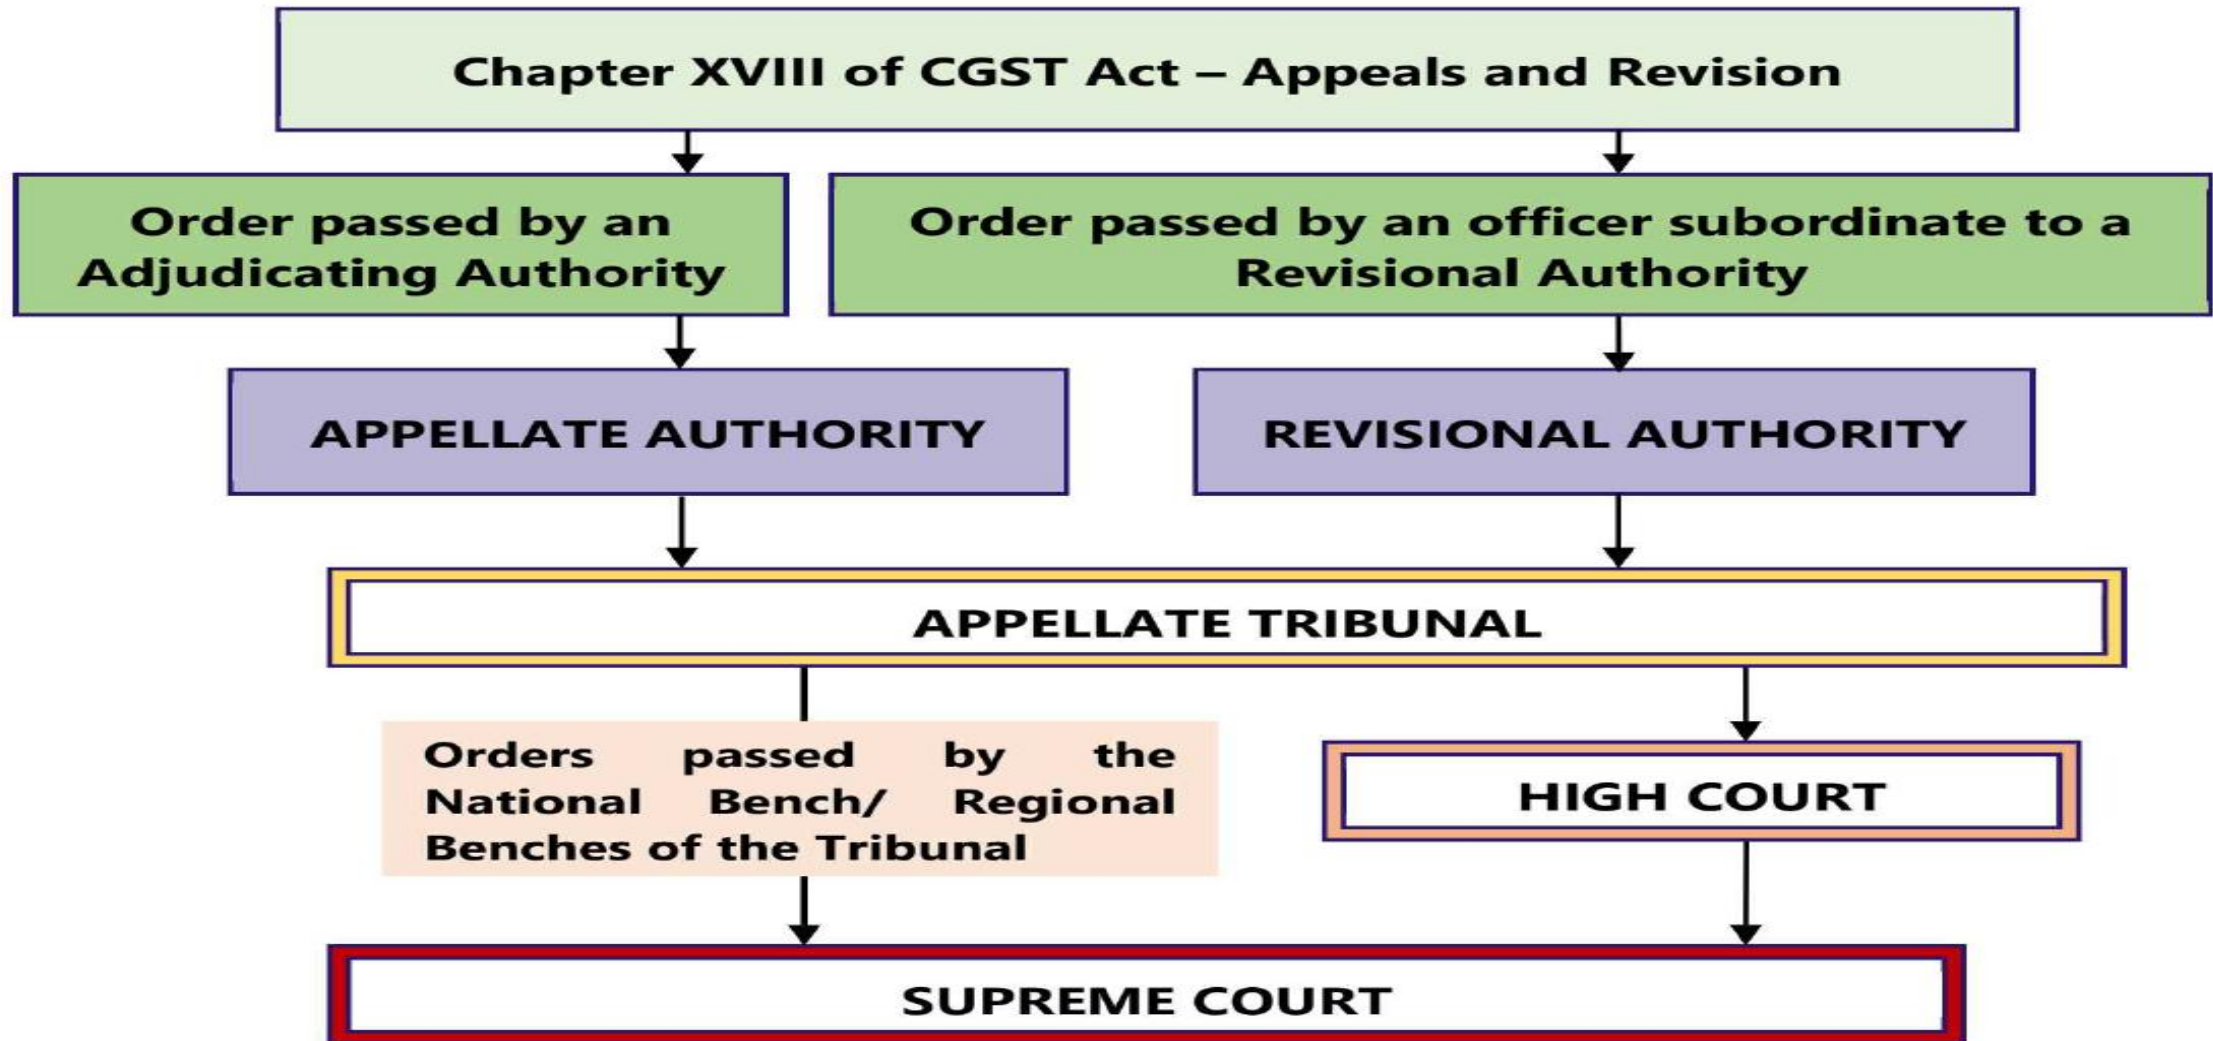 Chapter XVIII of CGST Act – Appeals and Revision
Order passed by an
Adjudicating Authority
Order passed by an officer subordinate to a
Revisional Authority
APPELLATE AUTHORITY
REVISIONAL AUTHORITY
APPELLATE TRIBUNAL
Orders passed by the
National Bench/ Regional
Benches of the Tribunal
HIGH COURT
SUPREME COURT